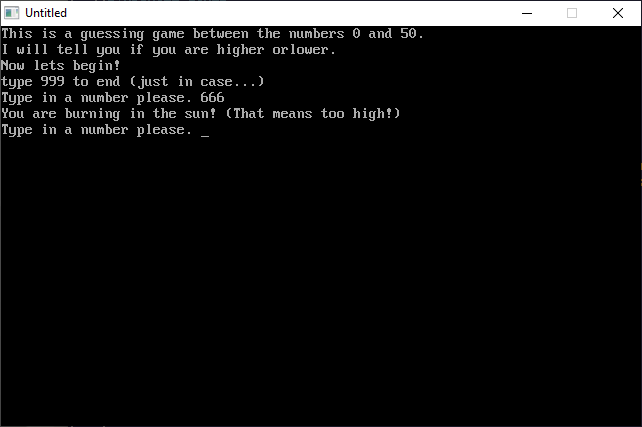 Untitled
This is a guessing game between the numbers 0 and 50.
I will tell you if you are higher orlower.
Now lets begin!
type 999 to end (just in case...)
Type in a number please. 666
You are burning in the sun! (That means too high!)
Type in a number please. _